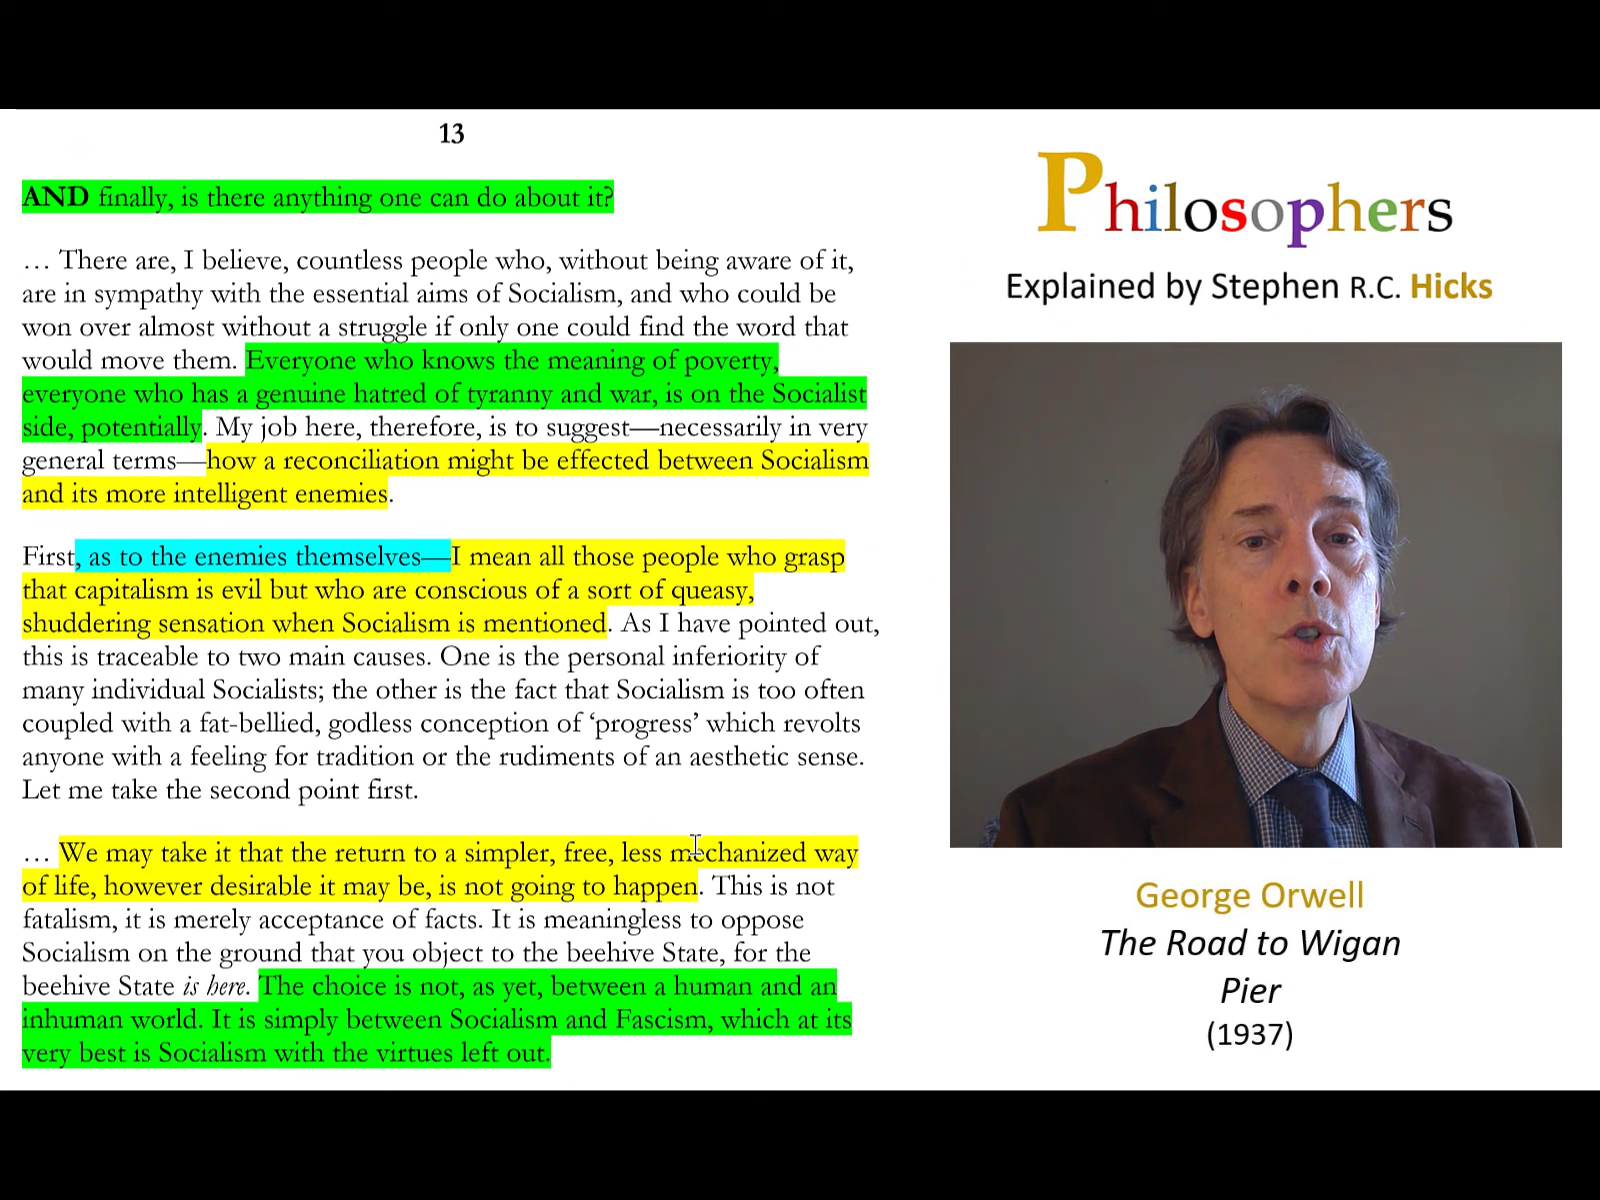 13
AND finally, is there anything one can do about it?
… There are, I believe, countless people who, without being aware of it,
are in sympathy with the essential aims of Socialism, and who could be
won over almost without a struggle if only one could find the word that
would move them. Everyone who knows the meaning of poverty,
everyone who has a genuine hatred of tyranny and war, is on the Socialist
side, potentially. My job here, therefore, is to suggest—necessarily in very
general terms—how a reconciliation might be effected between Socialism
and its more intelligent enemies.
First, as to the enemies themselves—I mean all those people who grasp
that capitalism is evil but who are conscious of a sort of queasy,
shuddering sensation when Socialism is mentioned. As I have pointed out,
this is traceable to two main causes. One is the personal inferiority of
many individual Socialists; the other is the fact that Socialism is too often
coupled with a fat-bellied, godless conception of ‘progress’ which revolts
anyone with a feeling for tradition or the rudiments of an aesthetic sense.
Let me take the second point first.
… We may take it that the return to a simpler, free, less mechanized way
of life, however desirable it may be, is not going to happen. This is not
fatalism, it is merely acceptance of facts. It is meaningless to oppose
Socialism on the ground that you object to the beehive State, for the
beehive State is here. The choice is not, as yet, between a human and an
inhuman world. It is simply between Socialism and Fascism, which at its
very best is Socialism with the virtues left out.
Philosophers
Explained by Stephen R.C. Hicks
George Orwell
The Road to Wigan
Pier
(1937)